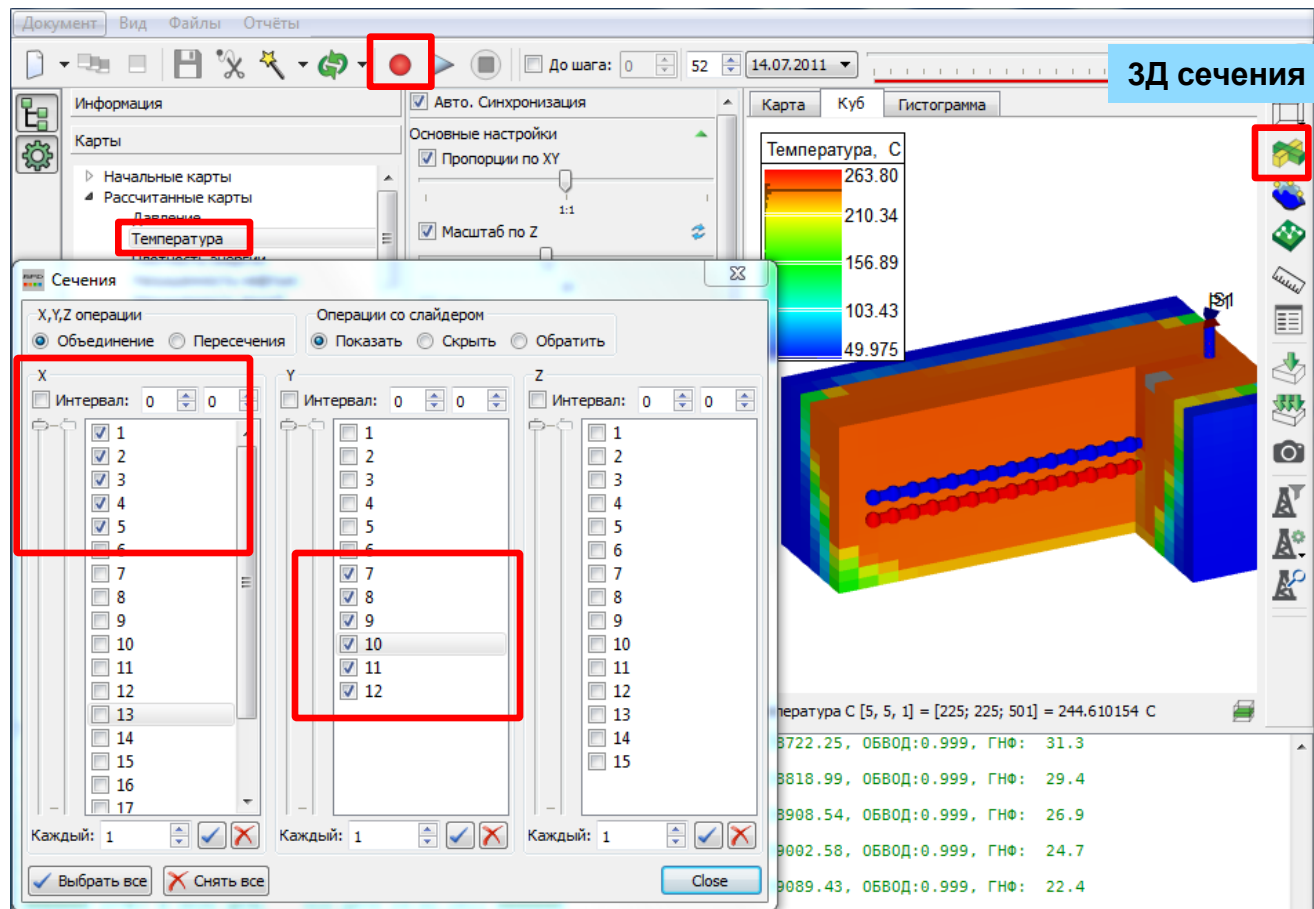 Документ Вид Файлы Отчёты
До шага: 0 52 14.07.2011
3Д сечения
Информация
Карты
Начальные карты
Рассчитанные карты
Давление
Температура
Авто. Синхронизация
Основные настройки
Пропорции по XY
1:1
Масштаб по Z
Карта Куб Гистограмма
Температура, C
263.80
210.34
156.89
103.43
49.975
Сечения
X,Y,Z операции
Объединение Пересечения
Операции со слайдером
Показать Скрыть Обратить
X
Интервал: 0 0
1
2
3
4
5
6
7
8
9
10
11
12
13
14
15
16
17
Каждый: 1
Y
Интервал: 0 0
1
2
3
4
5
6
7
8
9
10
11
12
Каждый: 1
Z
Интервал: 0 0
1
2
3
4
5
6
7
8
9
10
11
12
13
14
15
Каждый: 1
Выбрать все Снять все Close
пература C [5, 5, 1] = [225; 225; 501] = 244.610154 C
8722.25, ОБВОД:0.999, ГНФ: 31.3
8818.99, ОБВОД:0.999, ГНФ: 29.4
8908.54, ОБВОД:0.999, ГНФ: 26.9
9002.58, ОБВОД:0.999, ГНФ: 24.7
9089.43, ОБВОД:0.999, ГНФ: 22.4